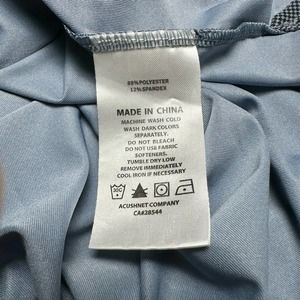 88%POLYESTER
12%SPANDEX
MADE IN CHINA
MACHINE WASH COLD
WASH DARK COLORS
SEPARATELY.
DO NOT BLEACH
DO NOT USE FABRIC
SOFTENERS.
TUMBLE DRY LOW
REMOVE IMMEDIATELY
COOL IRON IF NECESSARY
30C
ACUSHNET COMPANY
CA#28544